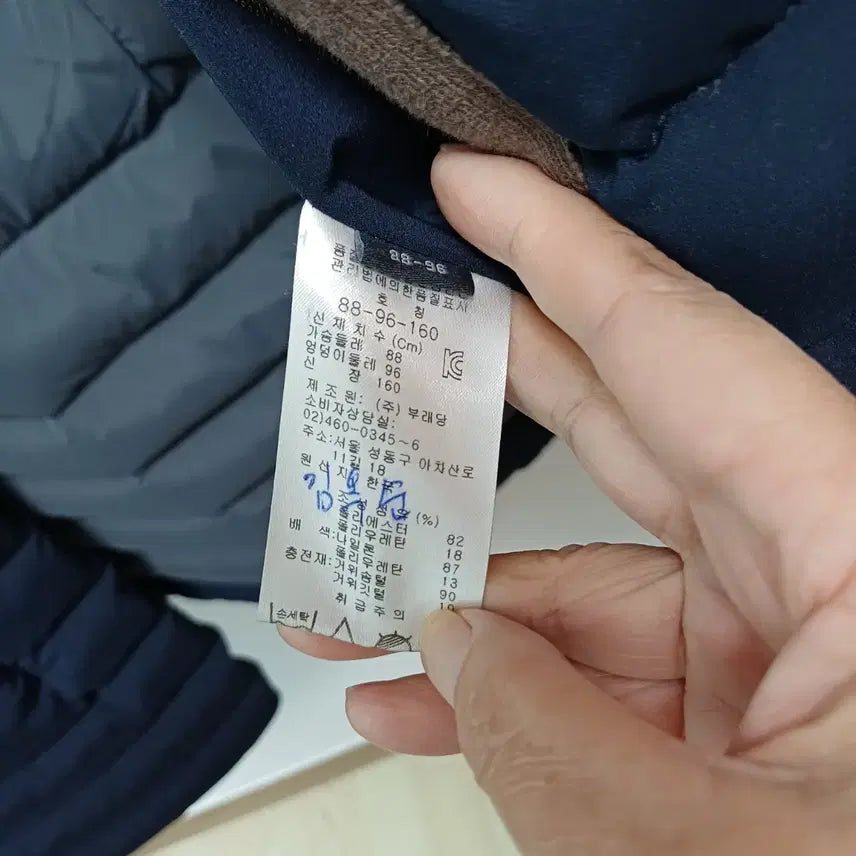 88-96
관리법에의한품질표시
호 칭
88-96-160
신체치수 (Cm)
가슴둘레 88
엉덩이둘레 96
신 장 160
제 조 원: (주) 부래당
소비자상담실:
02)460-0345~6
주소:서울 성동구 아차산로
11길 18
원 산 지: 한국
(%)
폴리에스터 82
폴리우레탄 18
배 색:나일론 87
폴리우레탄 13
충전재:거위솜털 90
거위깃털 10
취 급 주 의
손세탁